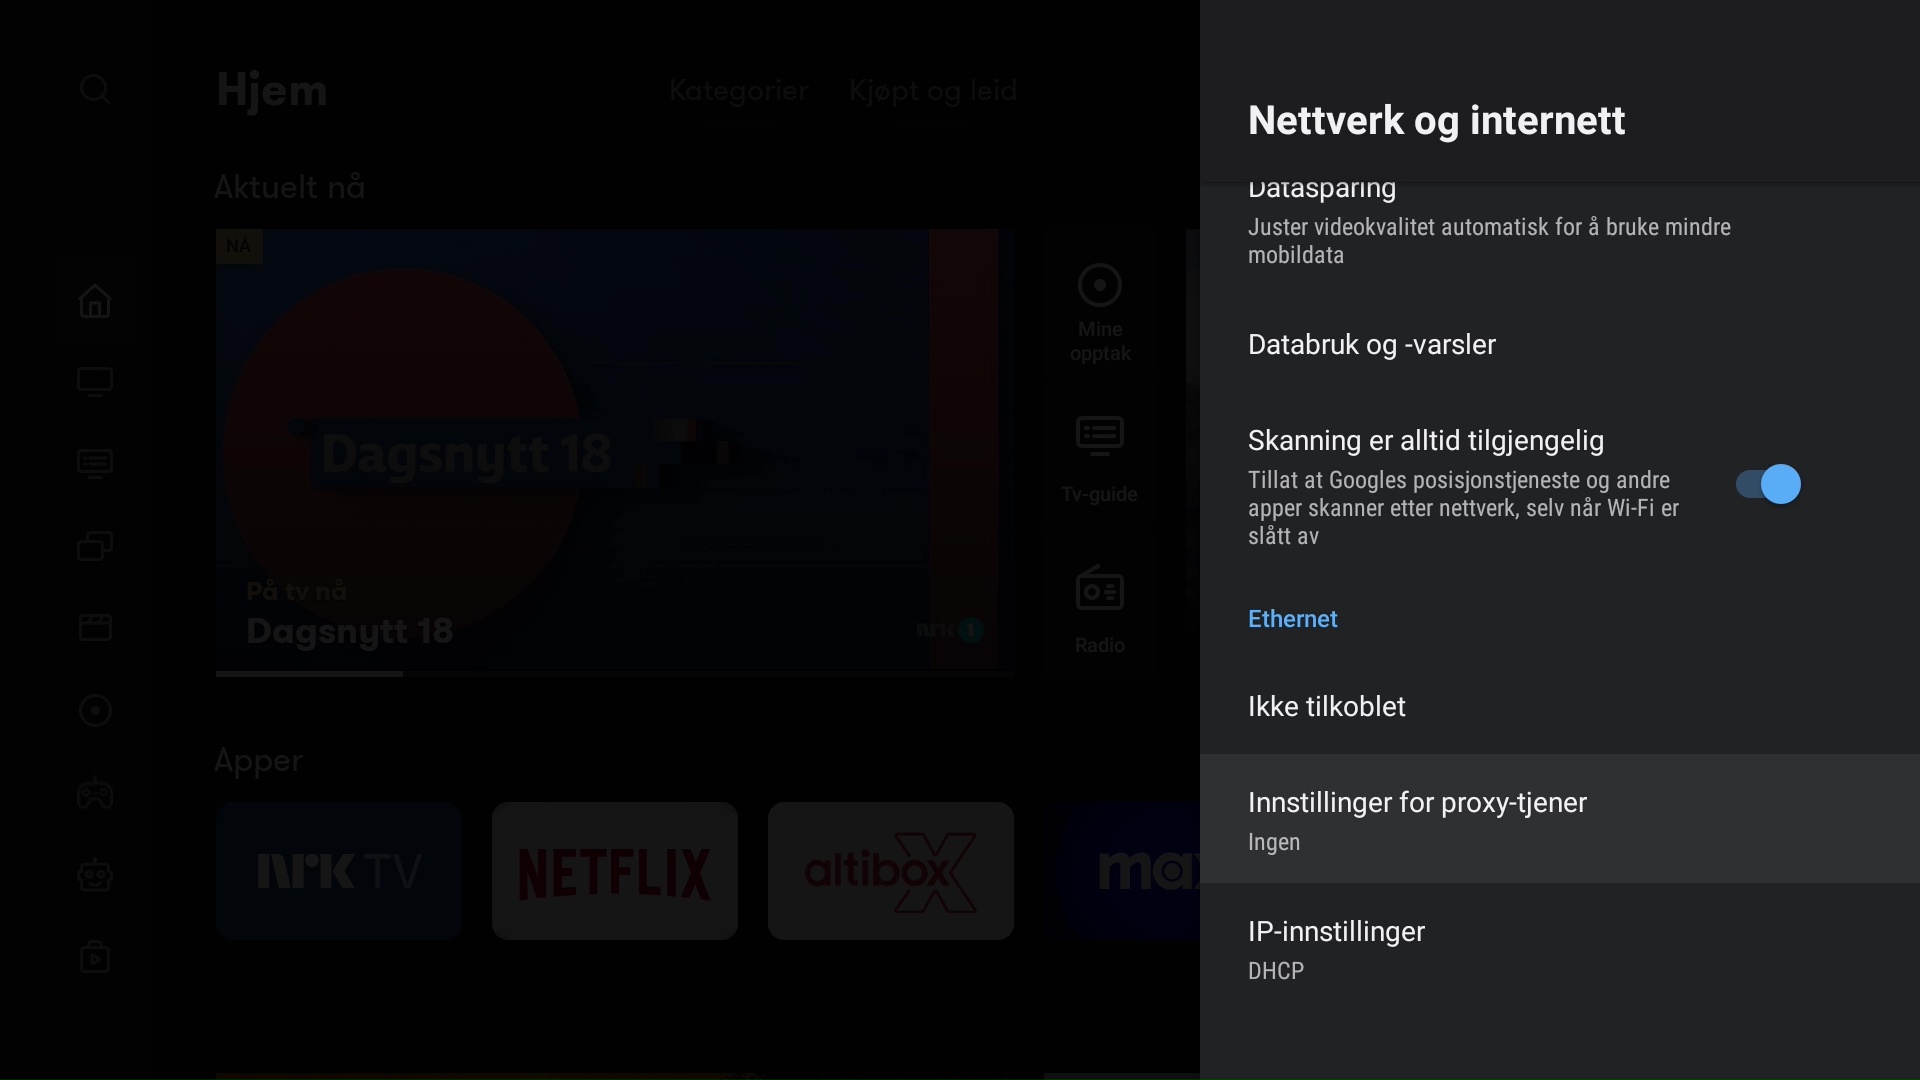 Hjem
Kategorier
Kjøpt og leid
Aktuelt nå
NÅ
Dagsnytt 18
På tv nå
Dagsnytt 18
nrk 1
Mine
opptak
Tv-guide
Radio
Apper
NRK TV
NETFLIX
altibox
max
Nettverk og internett
Datasparing
Juster videokvalitet automatisk for å bruke mindre
mobildata
Databruk og -varsler
Skanning er alltid tilgjengelig
Tillat at Googles posisjonstjeneste og andre
apper skanner etter nettverk, selv når Wi-Fi er
slått av
Ethernet
Ikke tilkoblet
Innstillinger for proxy-tjener
Ingen
IP-innstillinger
DHCP